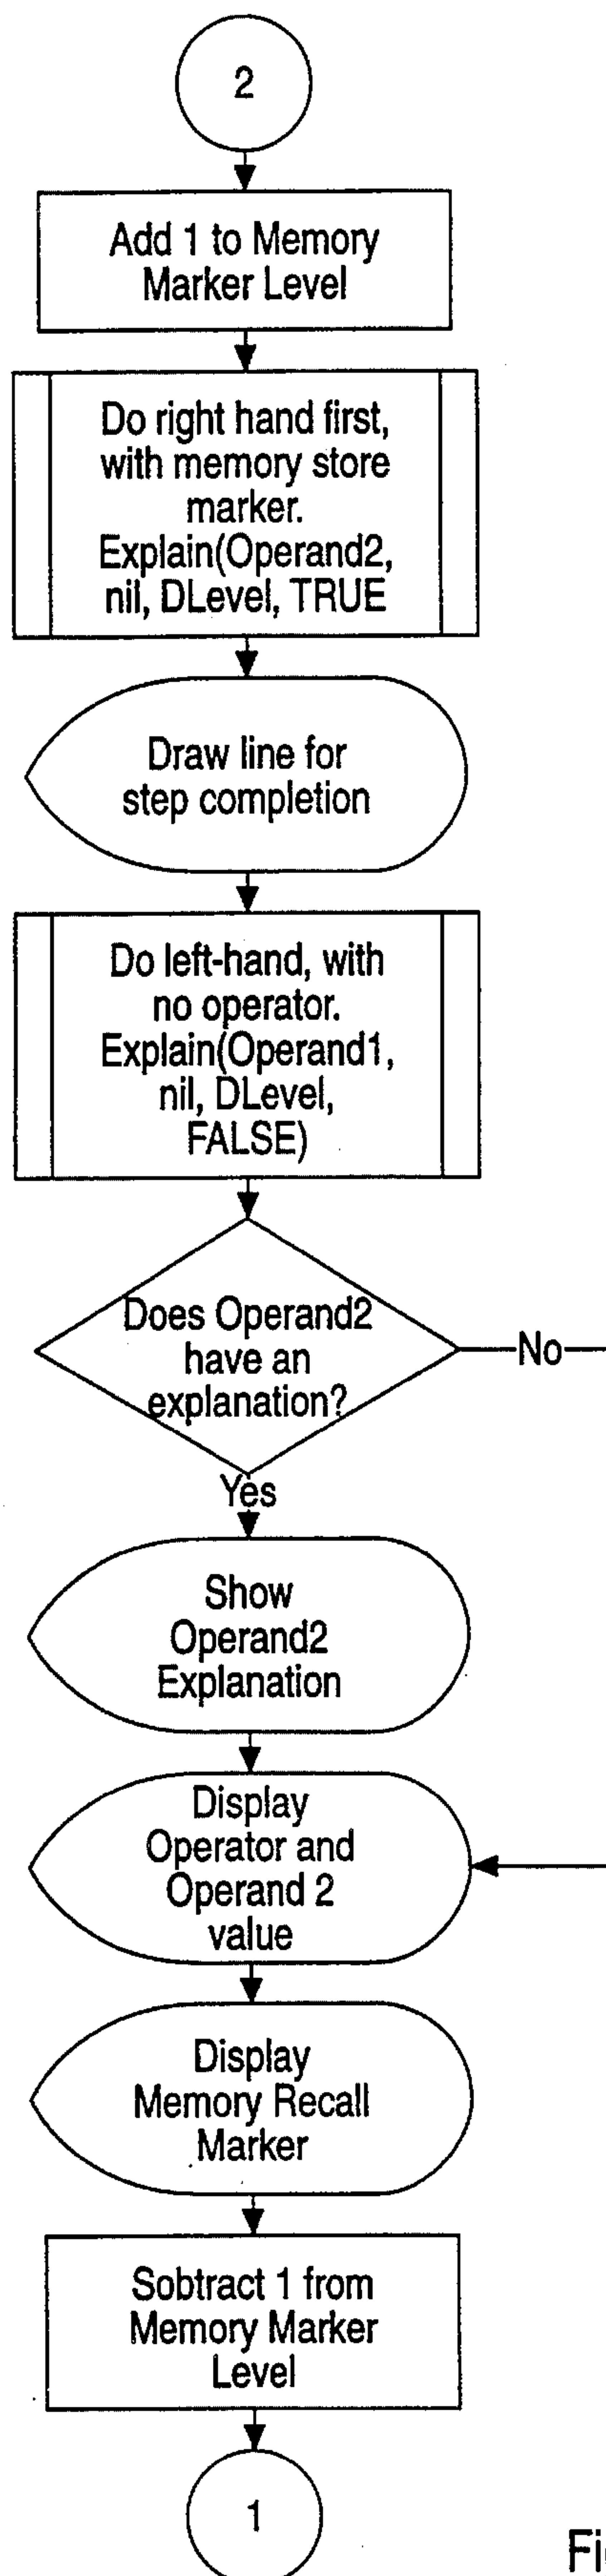 2
Add 1 to Memory
Marker Level
Do right hand first,
with memory store
marker.
Explain(Operand2,
nil, DLevel, TRUE
Draw line for
step completion
Do left-hand, with
no operator.
Explain(Operand1,
nil, DLevel,
FALSE)
Does Operand2
have an
explanation?
No
Yes
Show
Operand2
Explanation
Display
Operator and
Operand 2
value
Display
Memory Recall
Marker
Sobtract 1 from
Memory Marker
Level
1